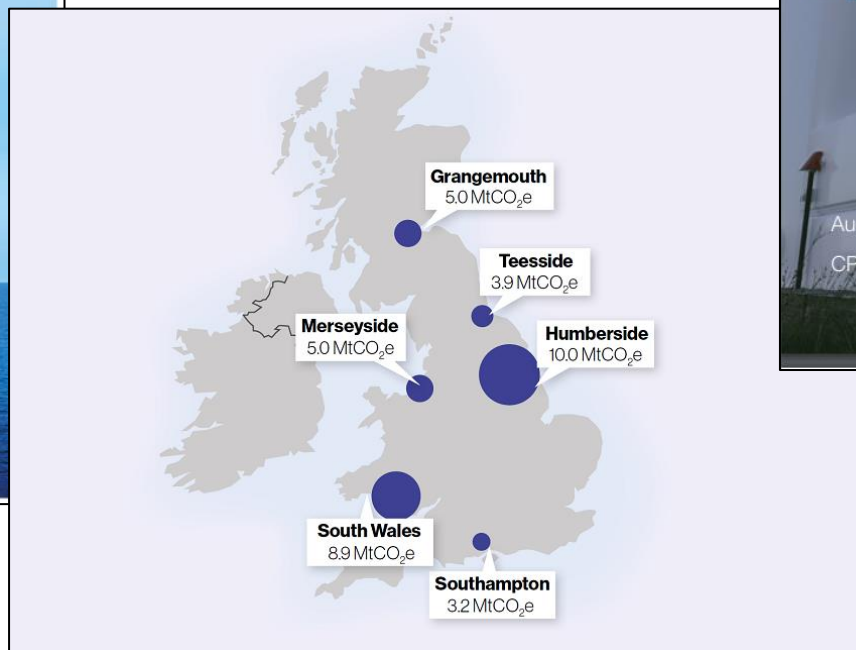 Grangemouth
5.0 MtCO₂e
Teesside
3.9 MtCO₂e
Merseyside
5.0 MtCO₂e
Humberside
10.0 MtCO₂e
South Wales
8.9 MtCO₂e
Southampton
3.2 MtCO₂e